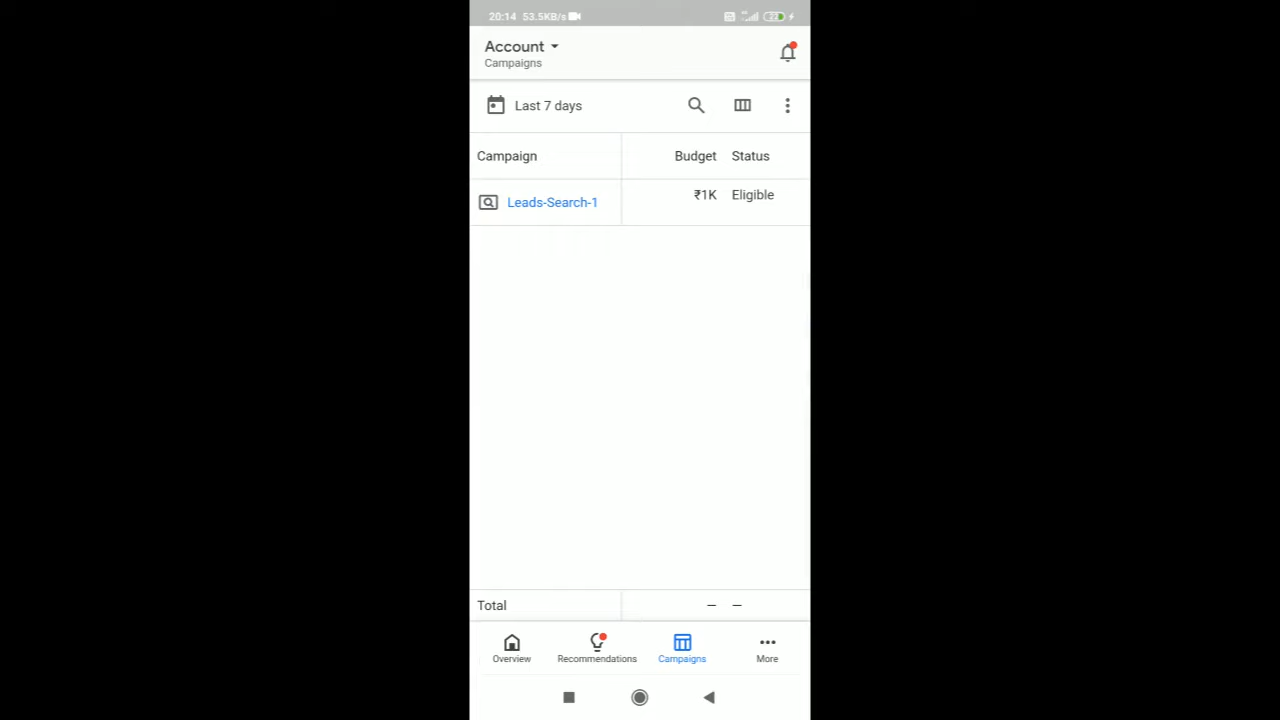 20:14 53.5KB/s
Account
Campaigns
Last 7 days
Campaign Budget Status
Leads-Search-1 ₹1K Eligible
Total – –
Overview Recommendations Campaigns More